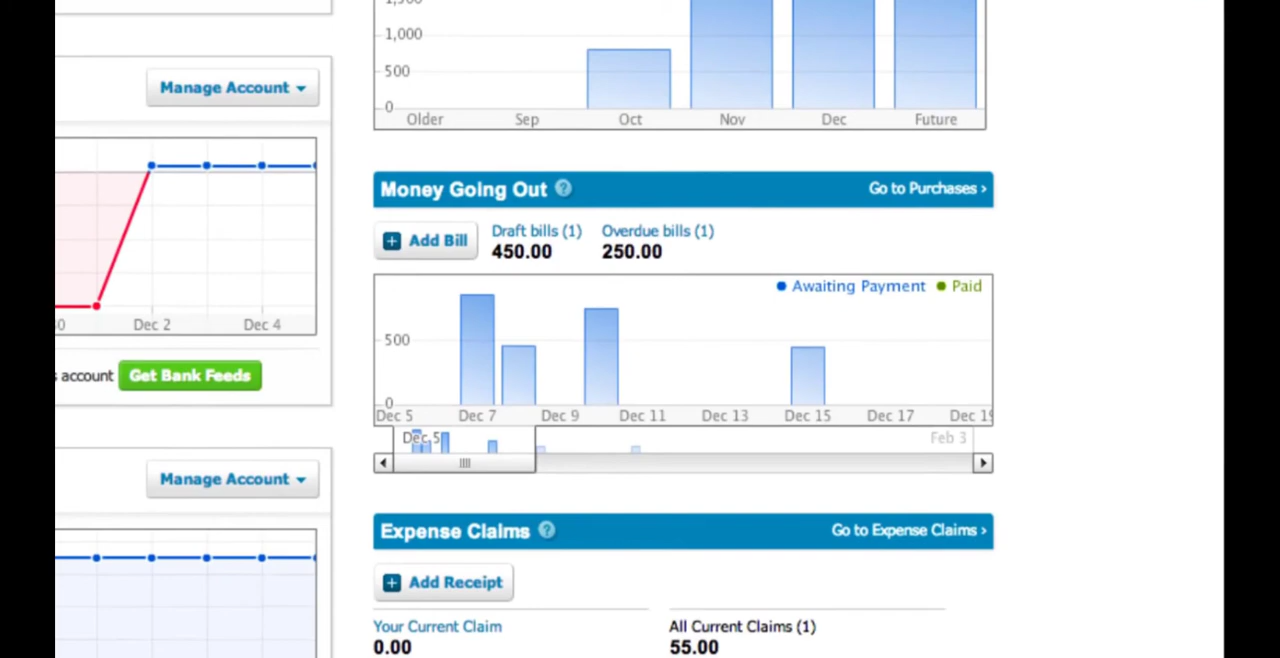 1,500
1,000
500
0
Older Sep Oct Nov Dec Future
Manage Account
Dec 2 Dec 4
account Get Bank Feeds
Manage Account
Money Going Out ? Go to Purchases ›
Add Bill
Draft bills (1) Overdue bills (1)
450.00 250.00
Awaiting Payment Paid
500
0
Dec 5 Dec 7 Dec 9 Dec 11 Dec 13 Dec 15 Dec 17 Dec 19
Dec 5 Feb 3
Expense Claims ? Go to Expense Claims ›
Add Receipt
Your Current Claim All Current Claims (1)
0.00 55.00